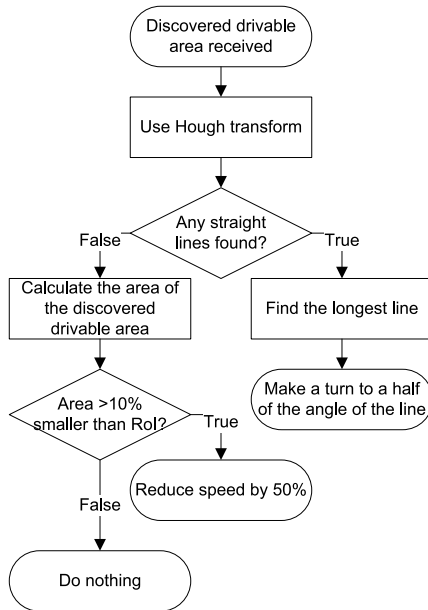 Discovered drivable
area received
Use Hough transform
Any straight
lines found?
False
True
Calculate the area of
the discovered
drivable area
Find the longest line
Area >10%
smaller than RoI?
True
Make a turn to a half
of the angle of the line
Reduce speed by 50%
False
Do nothing